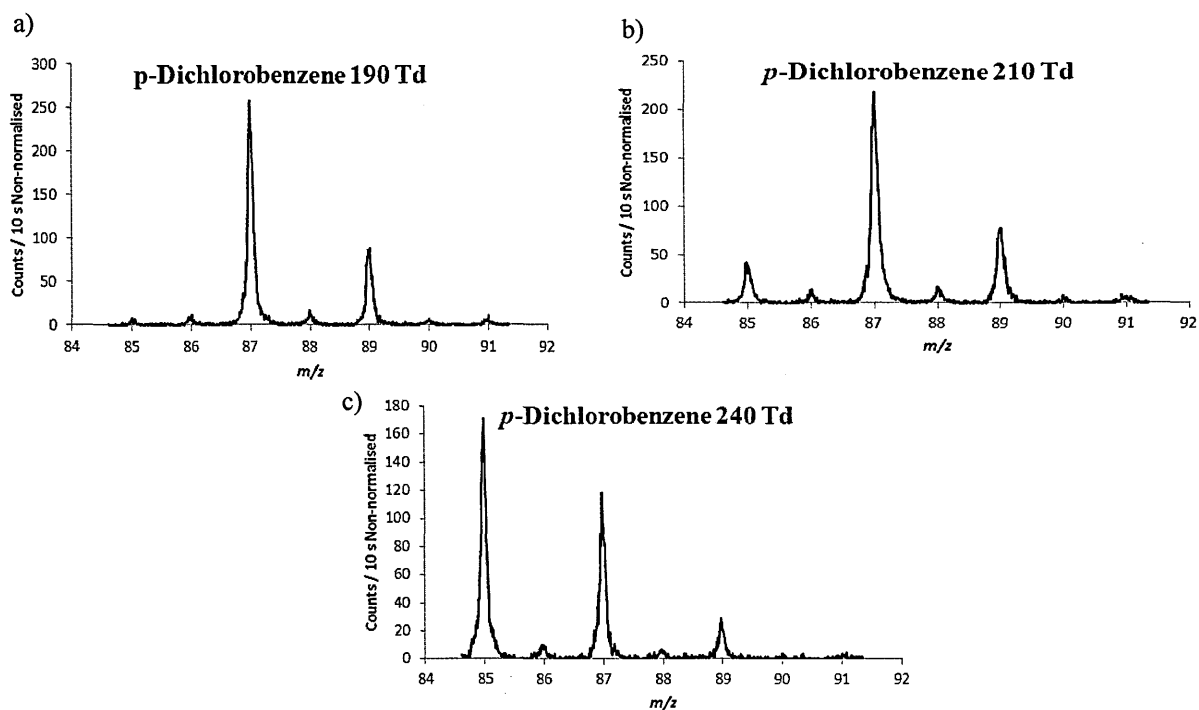 a)
p-Dichlorobenzene 190 Td
Counts / 10 s Non-normalised
300
250
200
150
100
50
0
84 85 86 87 88 89 90 91 92
m/z
b)
p-Dichlorobenzene 210 Td
Counts / 10 s Non-normalised
250
200
150
100
50
0
84 85 86 87 88 89 90 91 92
m/z
c)
p-Dichlorobenzene 240 Td
Counts / 10 s Non-normalised
180
160
140
120
100
80
60
40
20
0
84 85 86 87 88 89 90 91 92
m/z